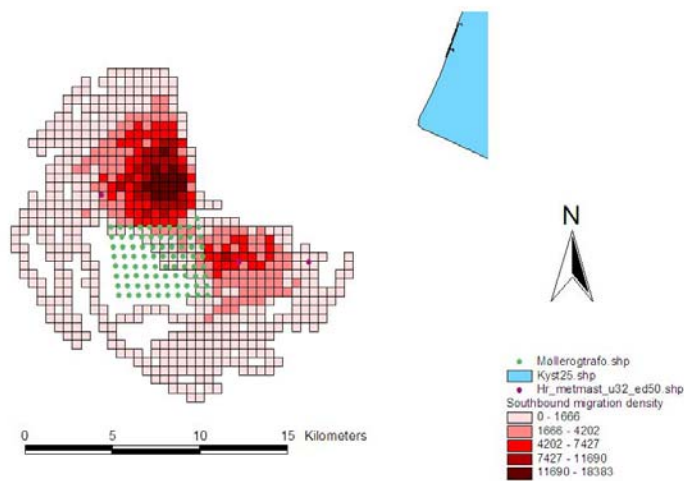 N
Møllerogtrafo.shp
Kyst25.shp
Hr_metmast_u32_ed50.shp
Southbound migration density
0 - 1666
1666 - 4202
4202 - 7427
7427 - 11690
11690 - 18383
0 5 10 15 Kilometers